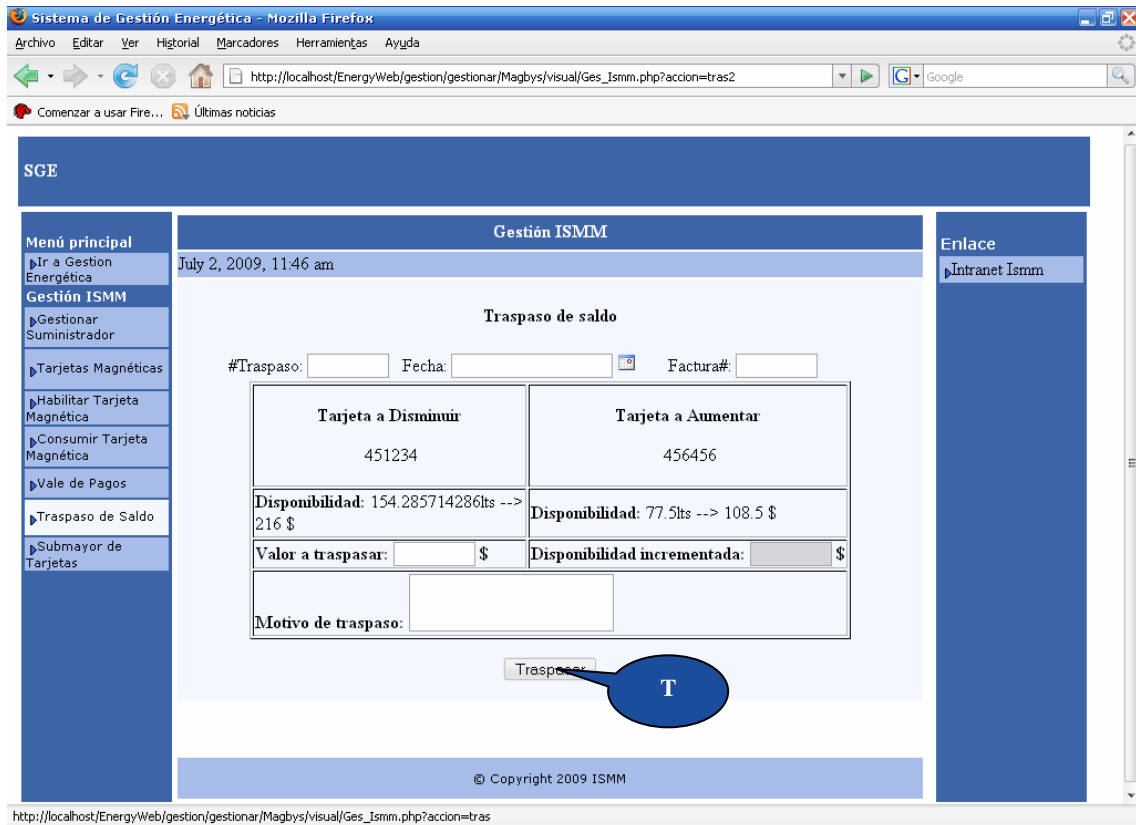 Sistema de Gestión Energética - Mozilla Firefox
Archivo Editar Ver Historial Marcadores Herramientas Ayuda
http://localhost/EnergyWeb/gestion/gestionar/Magbys/visual/Ges_Ismm.php?accion=tras2
G Google
Comenzar a usar Fire... Últimas noticias
SGE
Menú principal
Ir a Gestion
Energética
Gestión ISMM
Gestionar
Suministrador
Tarjetas Magnéticas
Habilitar Tarjeta
Magnética
Consumir Tarjeta
Magnética
Vale de Pagos
Traspaso de Saldo
Submayor de
Tarjetas
Gestión ISMM
July 2, 2009, 11:46 am
Traspaso de saldo
#Traspaso: Fecha: Factura#:
Tarjeta a Disminuir
451234
Tarjeta a Aumentar
456456
Disponibilidad: 154.285714286lts -->
216 $
Disponibilidad: 77.5lts --> 108.5 $
Valor a traspasar: $
Disponibilidad incrementada: $
Motivo de traspaso:
Traspasar
T
© Copyright 2009 ISMM
Enlace
Intranet Ismm
http://localhost/EnergyWeb/gestion/gestionar/Magbys/visual/Ges_Ismm.php?accion=tras